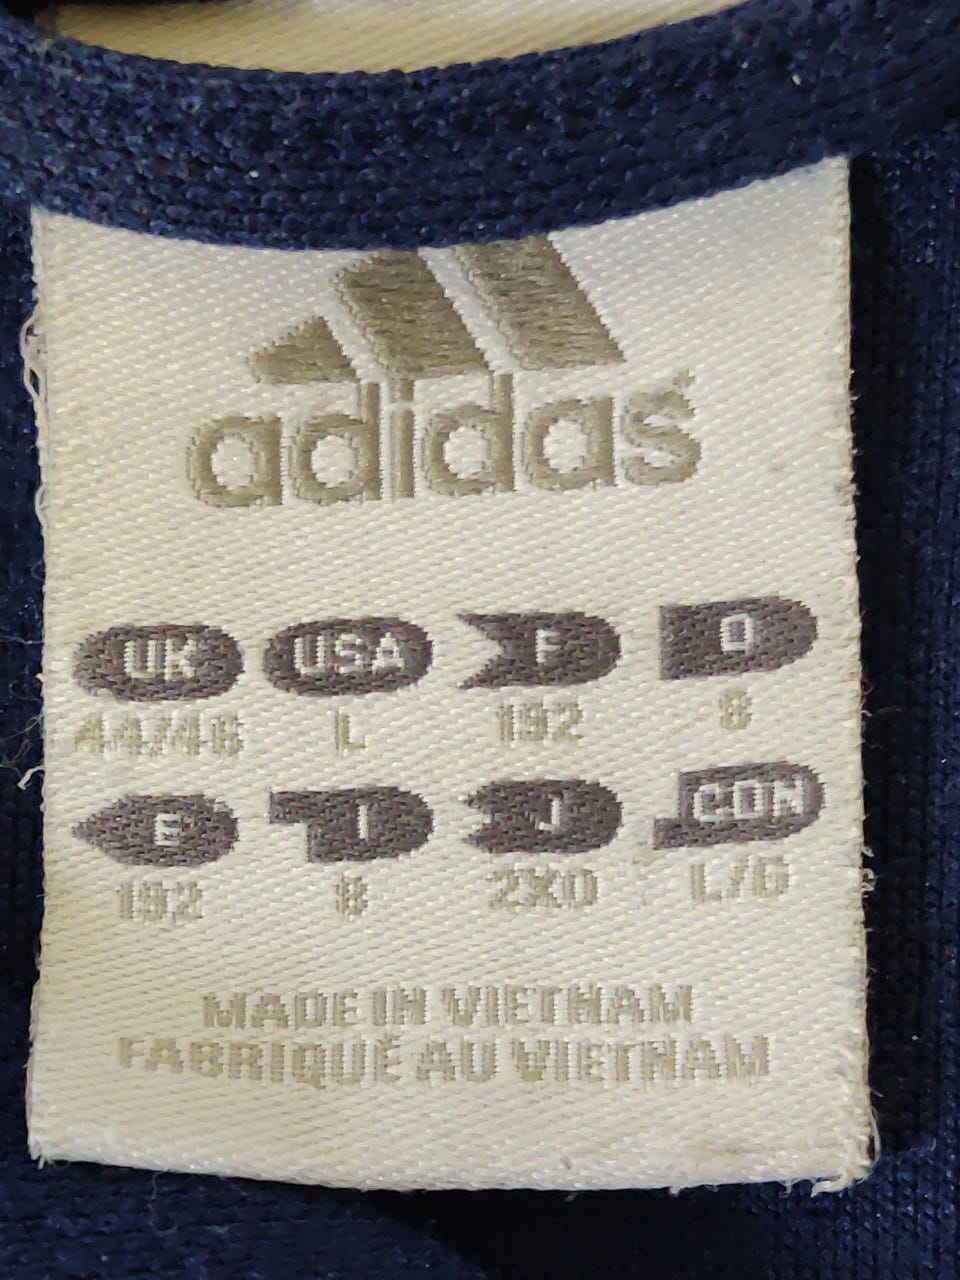 adidas
UK USA F D
44/46 L 192 8
E I J CDN
192 8 2XO L/G
MADE IN VIETNAM
FABRIQUÉ AU VIETNAM